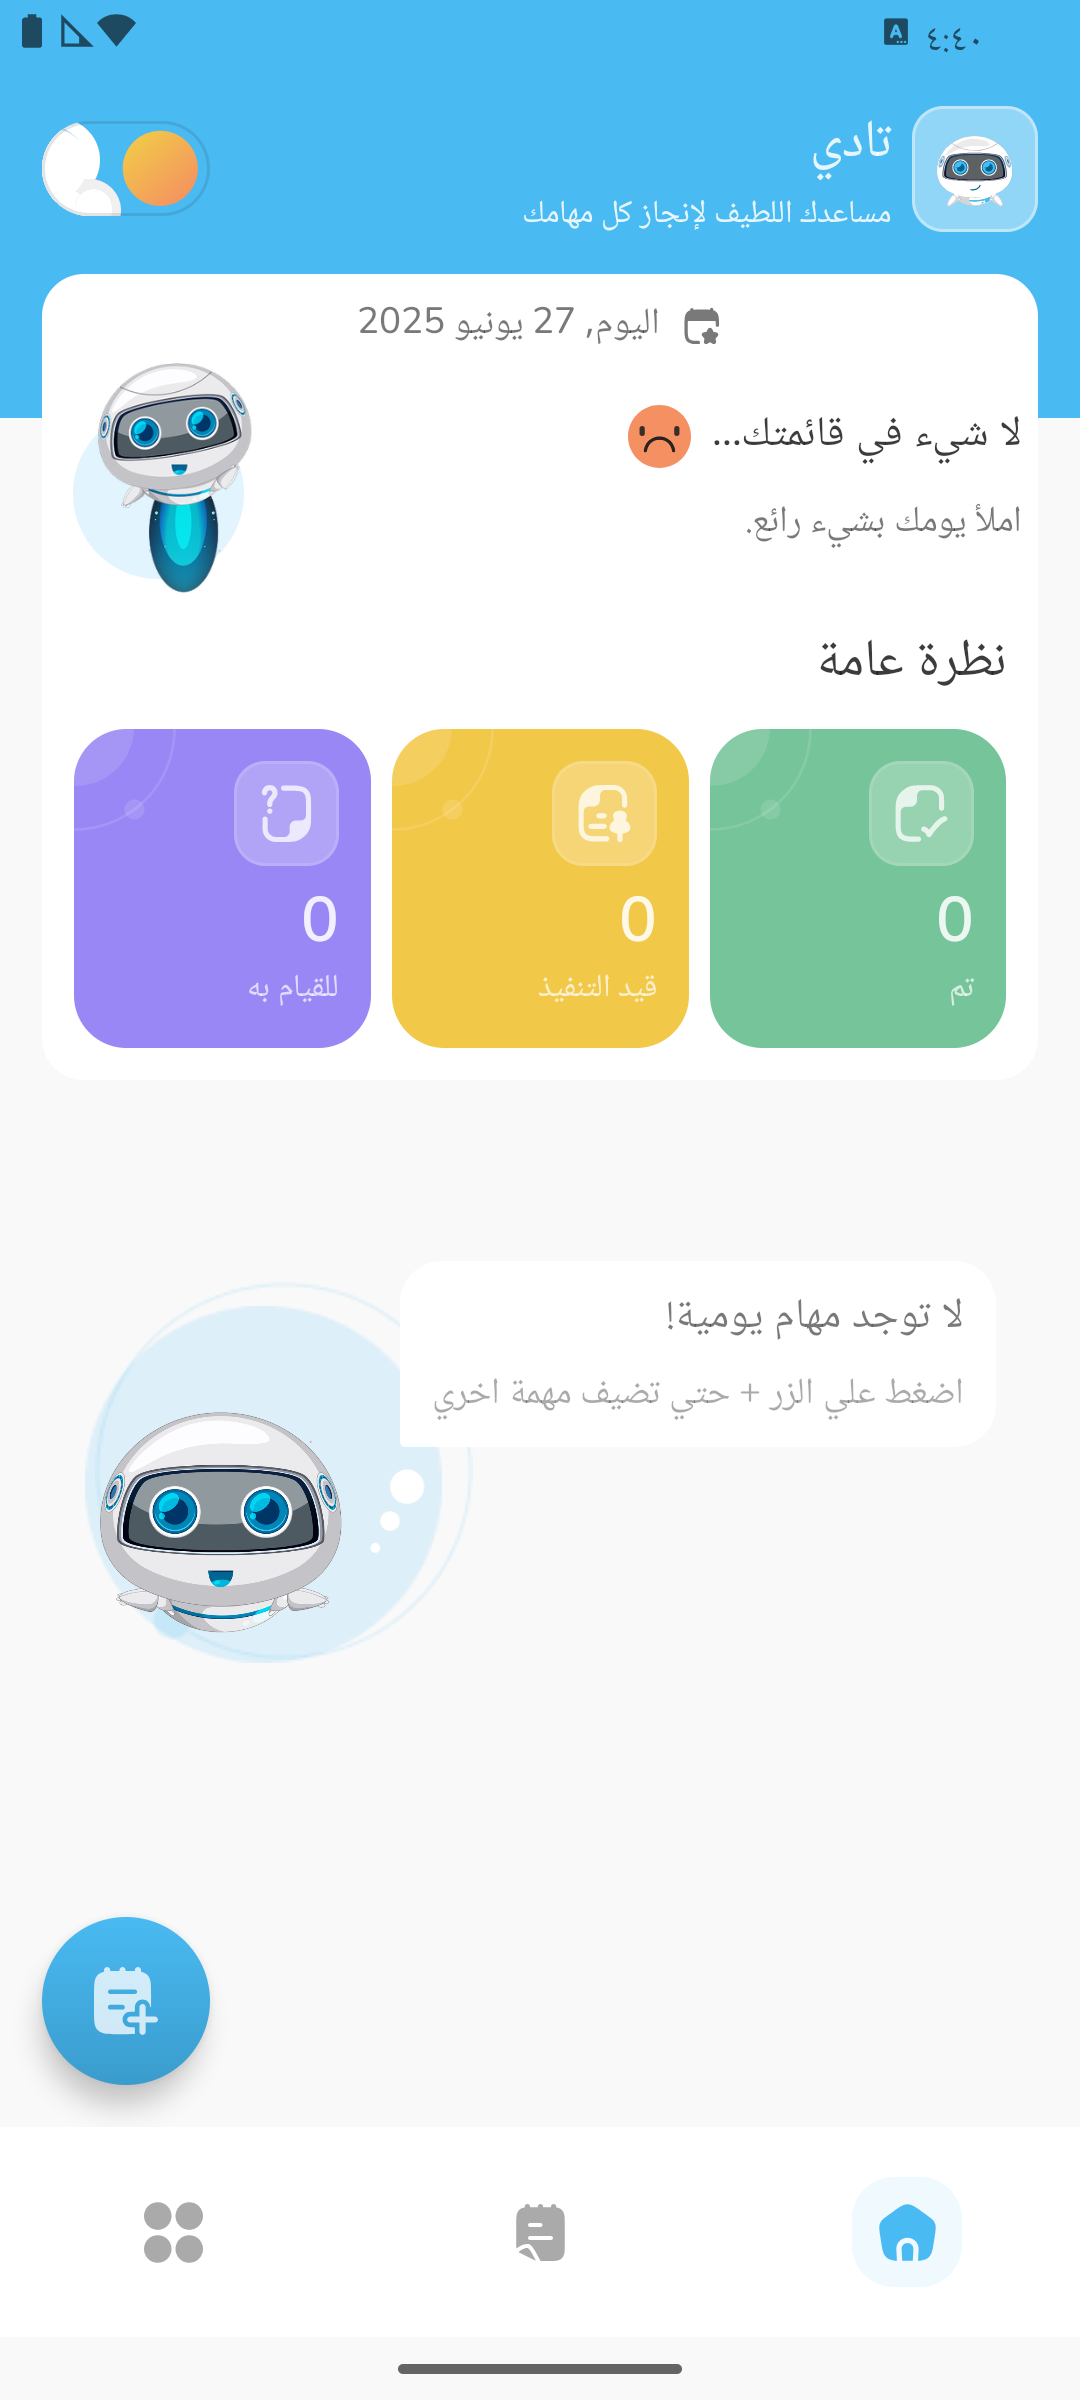 ٤:٤٠
تادي
مساعدك اللطيف لإنجاز كل مهامك
اليوم, 27 يونيو 2025
لا شيء في قائمتك...
املأ يومك بشيء رائع.
نظرة عامة
0
تم
0
قيد التنفيذ
0
للقيام به
لا توجد مهام يومية!
اضغط علي الزر + حتي تضيف مهمة اخري